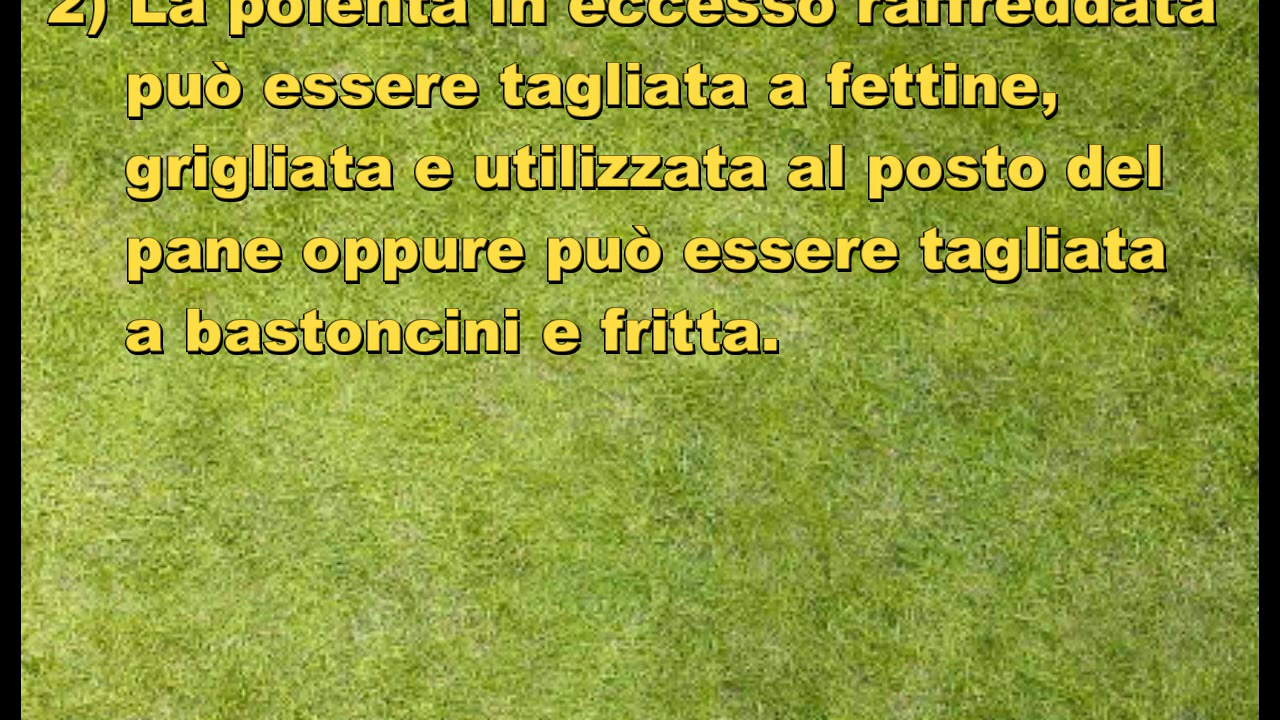 2) La polenta in eccesso raffreddata
può essere tagliata a fettine,
grigliata e utilizzata al posto del
pane oppure può essere tagliata
a bastoncini e fritta.